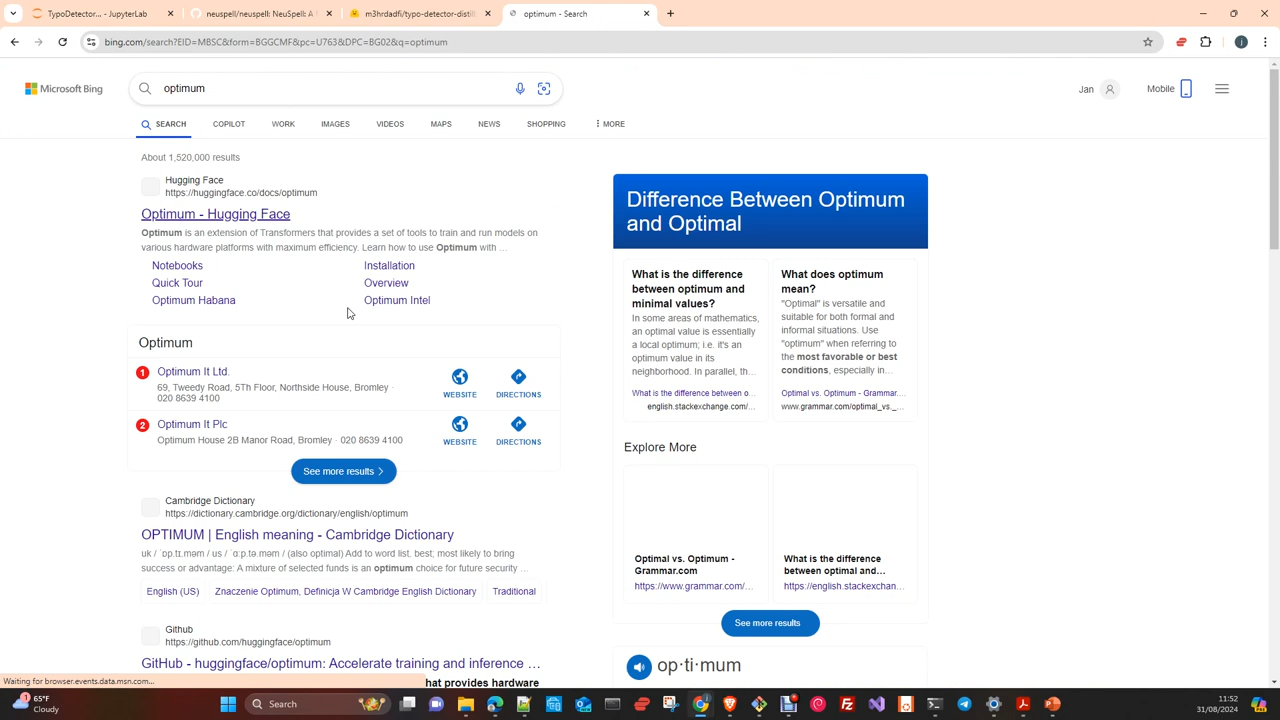 TypoDetector... - JupyterLab
neuspell/neuspell: NeuSpell: A
m3hrdadfi/typo-detector-distil
optimum - Search
bing.com/search?EID=MBSC&form=BGGCMF&pc=U763&DPC=BG02&q=optimum
Microsoft Bing
optimum
Jan
Mobile
SEARCH
COPILOT
WORK
IMAGES
VIDEOS
MAPS
NEWS
SHOPPING
MORE
About 1,520,000 results
Hugging Face
https://huggingface.co/docs/optimum
Optimum - Hugging Face
Optimum is an extension of Transformers that provides a set of tools to train and run models on
various hardware platforms with maximum efficiency. Learn how to use Optimum with ...
Notebooks
Installation
Quick Tour
Overview
Optimum Habana
Optimum Intel
Optimum
1
Optimum It Ltd.
69, Tweedy Road, 5Th Floor, Northside House, Bromley ·
020 8639 4100
WEBSITE
DIRECTIONS
2
Optimum It Plc
Optimum House 2B Manor Road, Bromley · 020 8639 4100
WEBSITE
DIRECTIONS
See more results
Cambridge Dictionary
https://dictionary.cambridge.org/dictionary/english/optimum
OPTIMUM | English meaning - Cambridge Dictionary
uk / ˈɒp.tɪ.məm / us / ˈɑːp.tə.məm / (also optimal) Add to word list. best; most likely to bring
success or advantage: A mixture of selected funds is an optimum choice for future security ...
English (US)
Znaczenie Optimum, Definicja W Cambridge English Dictionary
Traditional
Github
https://github.com/huggingface/optimum
GitHub - huggingface/optimum: Accelerate training and inference ...
hat provides hardware
Difference Between Optimum
and Optimal
What is the difference
between optimum and
minimal values?
In some areas of mathematics,
an optimal value is essentially
a local optimum; i.e. it's an
optimum value in its
neighborhood. In parallel, th...
What is the difference between o...
english.stackexchange.com/...
What does optimum
mean?
"Optimal" is versatile and
suitable for both formal and
informal situations. Use
"optimum" when referring to
the most favorable or best
conditions, especially in...
Optimal vs. Optimum - Grammar....
www.grammar.com/optimal_vs._...
Explore More
Optimal vs. Optimum -
Grammar.com
https://www.grammar.com/...
What is the difference
between optimal and...
https://english.stackexchan...
See more results
op·ti·mum
Waiting for browser.events.data.msn.com...
1
65°F
Cloudy
Search
11:52
31/08/2024